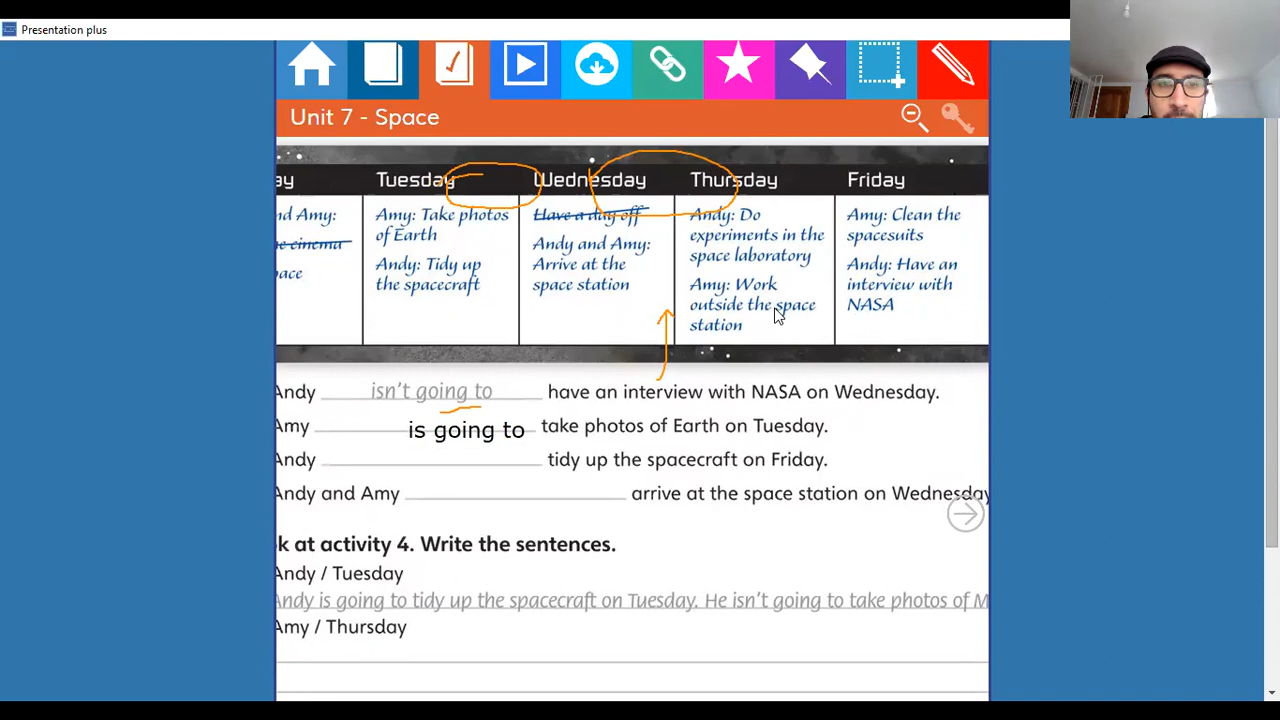 Presentation plus
Unit 7 - Space
ay
Tuesday
Wednesday
Thursday
Friday
nd Amy:
e cinema
pace
Amy: Take photos
of Earth
Andy: Tidy up
the spacecraft
Have a day off
Andy and Amy:
Arrive at the
space station
Andy: Do
experiments in the
space laboratory
Amy: Work
outside the space
station
Amy: Clean the
spacesuits
Andy: Have an
interview with
NASA
Andy isn't going to have an interview with NASA on Wednesday.
Amy is going to take photos of Earth on Tuesday.
Andy tidy up the spacecraft on Friday.
Andy and Amy arrive at the space station on Wednesday
k at activity 4. Write the sentences.
Andy / Tuesday
Andy is going to tidy up the spacecraft on Tuesday. He isn't going to take photos of M
Amy / Thursday